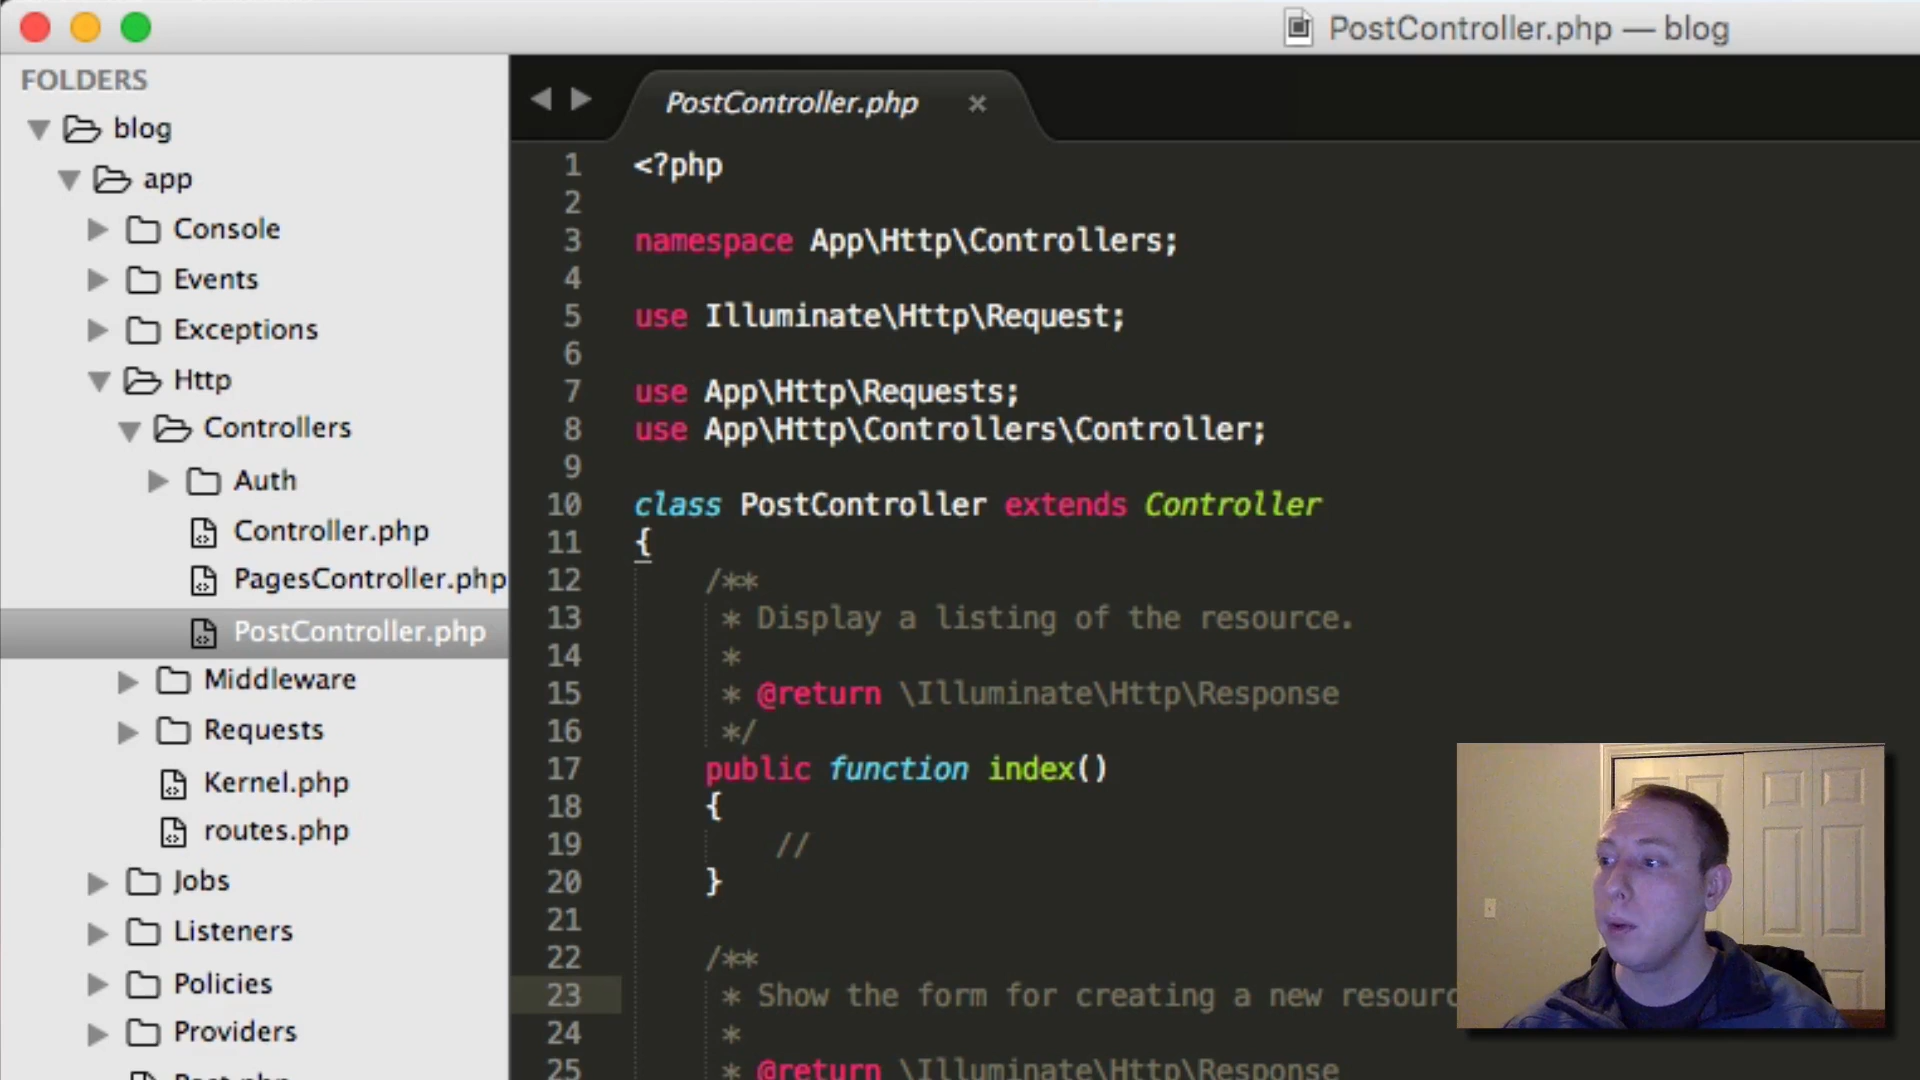 PostController.php — blog
FOLDERS
blog
app
Console
Events
Exceptions
Http
Controllers
Auth
Controller.php
PagesController.php
PostController.php
Middleware
Requests
Kernel.php
routes.php
Jobs
Listeners
Policies
Providers
Post.php
PostController.php
1 <?php
2
3 namespace App\Http\Controllers;
4
5 use Illuminate\Http\Request;
6
7 use App\Http\Requests;
8 use App\Http\Controllers\Controller;
9
10 class PostController extends Controller
11 {
12 /**
13 * Display a listing of the resource.
14 *
15 * @return \Illuminate\Http\Response
16 */
17 public function index()
18 {
19 //
20 }
21
22 /**
23 * Show the form for creating a new resourc
24 *
25 * @return \Illuminate\Http\Response